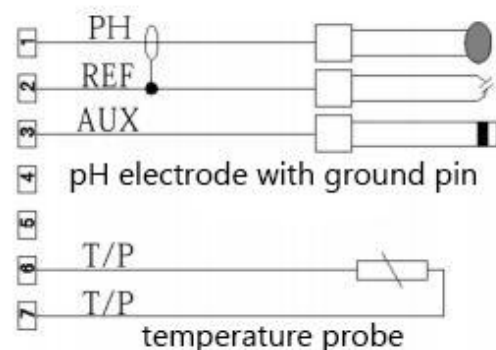 1 PH
2 REF
3 AUX
4 pH electrode with ground pin
5
6 T/P
7 T/P
temperature probe